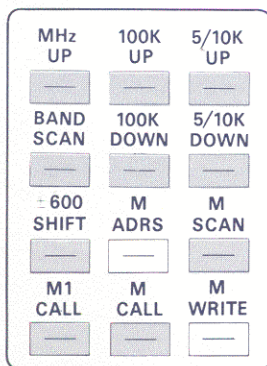 MHz 100K 5/10K
UP UP UP
BAND 100K 5/10K
SCAN DOWN DOWN
±600 M M
SHIFT ADRS SCAN
M1 M M
CALL CALL WRITE